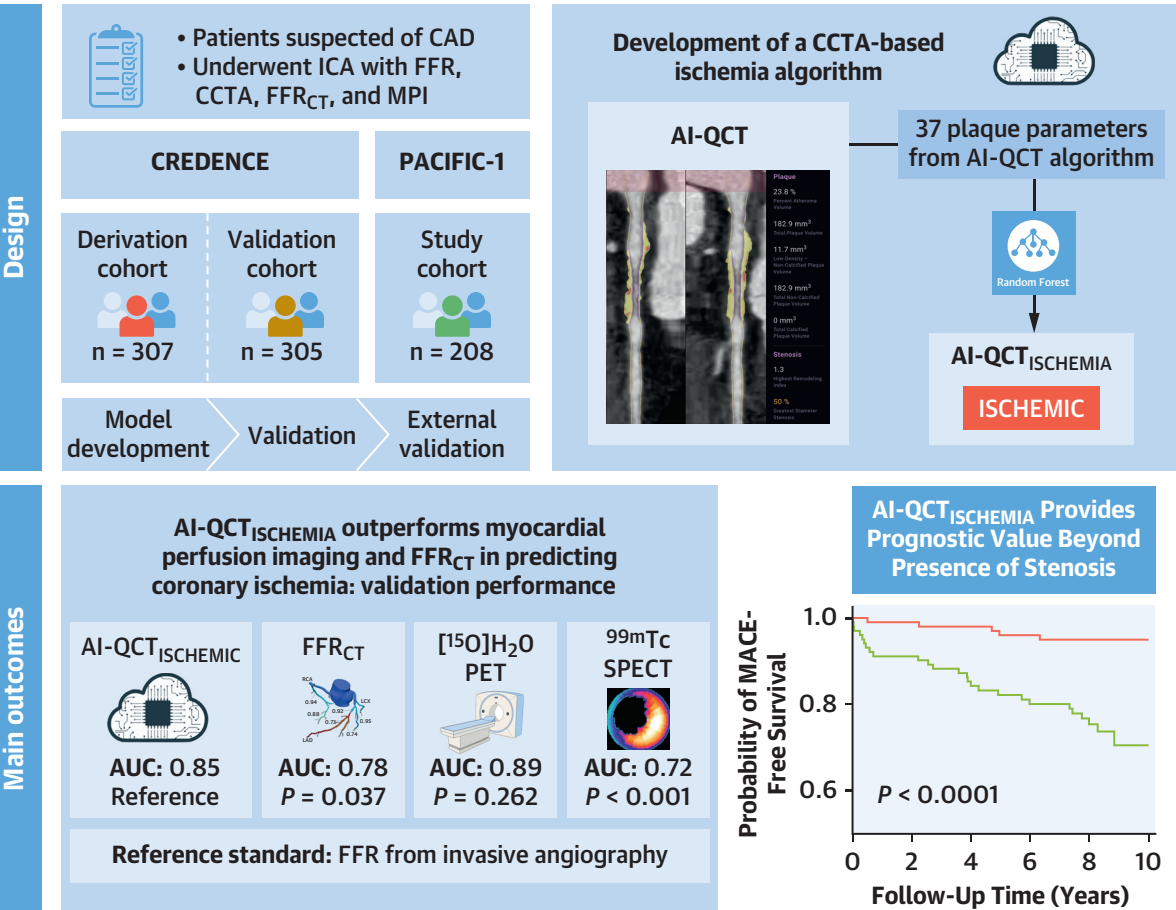 Design
• Patients suspected of CAD
• Underwent ICA with FFR,
CCTA, FFRCT, and MPI
CREDENCE
PACIFIC-1
Derivation
cohort
n = 307
Validation
cohort
n = 305
Study
cohort
n = 208
Model
development
Validation
External
validation
Development of a CCTA-based
ischemia algorithm
AI-QCT
Plaque
23.8 %
Percent Atheroma
Volume
182.9 mm³
Total Plaque Volume
11.7 mm³
Low-Density –
Non-Calcified Plaque
Volume
182.9 mm³
Total Non-Calcified
Plaque Volume
0 mm³
Total Calcified
Plaque Volume
Stenosis
1.3
Highest Remodeling
Index
50 %
Greatest Diameter
Stenosis
37 plaque parameters
from AI-QCT algorithm
Random Forest
AI-QCTISCHEMIA
ISCHEMIC
Main outcomes
AI-QCTISCHEMIA outperforms myocardial
perfusion imaging and FFRCT in predicting
coronary ischemia: validation performance
AI-QCTISCHEMIC
AUC: 0.85
Reference
FFRCT
RCA
0.94
0.88
0.92
0.73
LCX
0.95
0.74
LAD
AUC: 0.78
P = 0.037
[¹⁵O]H₂O
PET
AUC: 0.89
P = 0.262
⁹⁹ᵐTc
SPECT
AUC: 0.72
P < 0.001
Reference standard: FFR from invasive angiography
AI-QCTISCHEMIA Provides
Prognostic Value Beyond
Presence of Stenosis
Probability of MACE-
Free Survival
1.0
0.8
0.6
P < 0.0001
0 2 4 6 8 10
Follow-Up Time (Years)